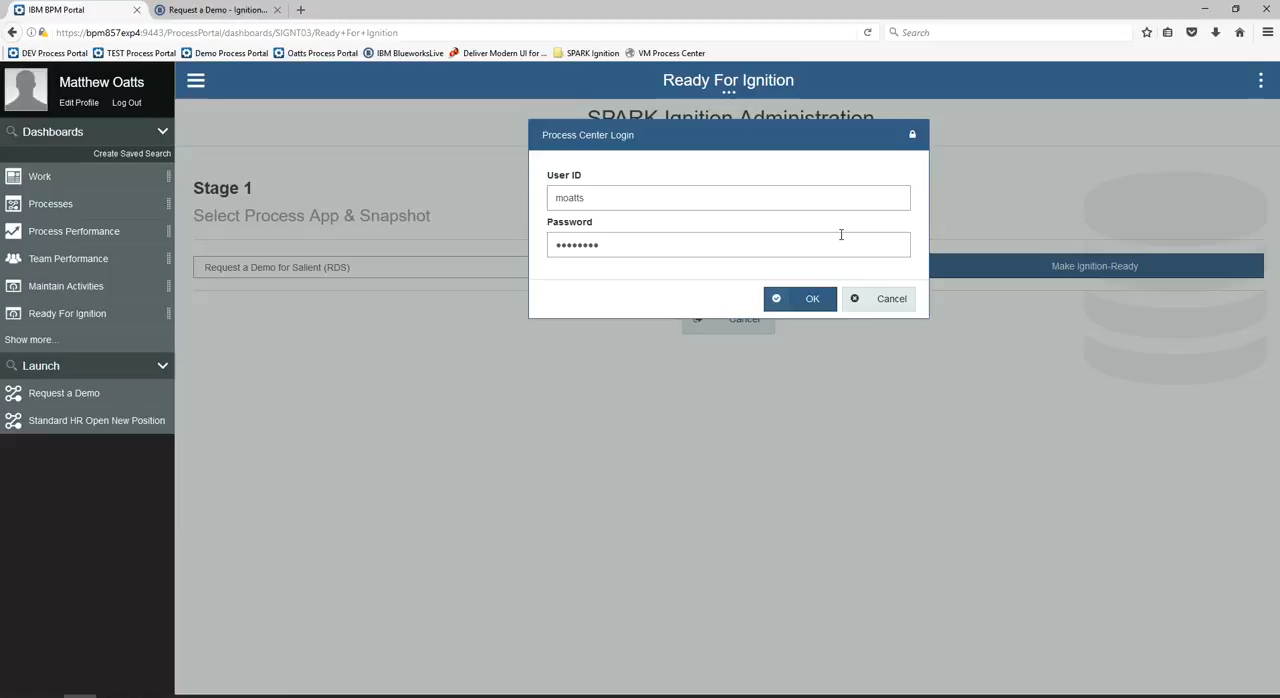 IBM BPM Portal
Request a Demo - Ignition...
https://bpm857exp4:9443/ProcessPortal/dashboards/SIGNT03/Ready+For+Ignition
Search
DEV Process Portal
TEST Process Portal
Demo Process Portal
Oatts Process Portal
IBM BlueworksLive
Deliver Modern UI for ...
SPARK Ignition
VM Process Center
Matthew Oatts
Edit Profile
Log Out
Ready For Ignition
SPARK Ignition Administration
Dashboards
Create Saved Search
Work
Processes
Process Performance
Team Performance
Maintain Activities
Ready For Ignition
Show more...
Launch
Request a Demo
Standard HR Open New Position
Stage 1
Select Process App & Snapshot
Request a Demo for Salient (RDS)
Make Ignition-Ready
Cancel
Process Center Login
User ID
moatts
Password
••••••••
OK
Cancel